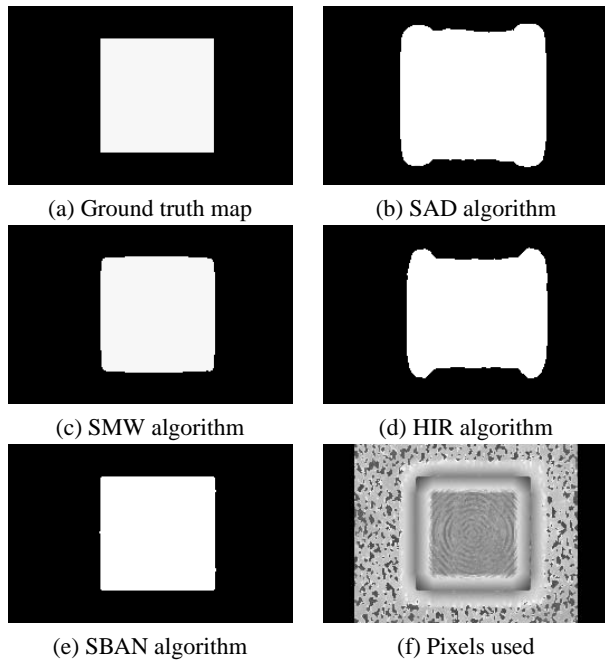 (a) Ground truth map
(b) SAD algorithm
(c) SMW algorithm
(d) HIR algorithm
(e) SBAN algorithm
(f) Pixels used